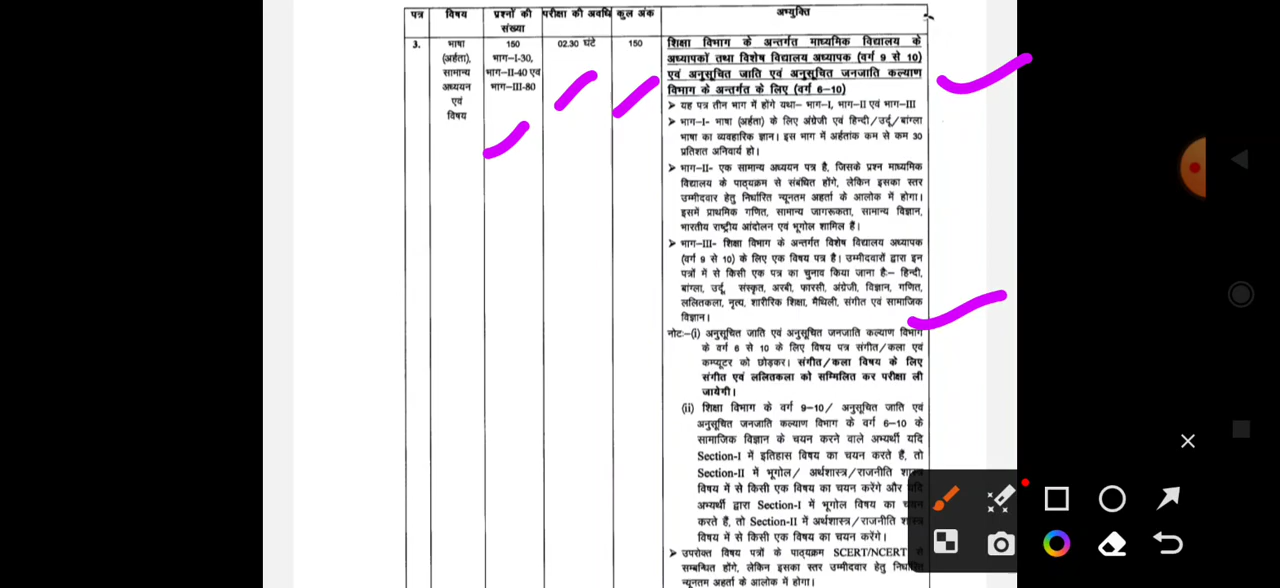 पत्र विषय प्रश्नों की संख्या परीक्षा की अवधि कुल अंक अभ्युक्ति
3. भाषा (अर्हता), सामान्य अध्ययन एवं विषय
150
भाग-I-30,
भाग-II-40 एवं
भाग-III-80
02.30 घंटे
150
शिक्षा विभाग के अन्तर्गत माध्यमिक विद्यालय के
अध्यापकों तथा विशेष विद्यालय अध्यापक (वर्ग 9 से 10)
एवं अनुसूचित जाति एवं अनुसूचित जनजाति कल्याण
विभाग के अन्तर्गत के लिए (वर्ग 6-10)
➢ यह पत्र तीन भाग में होंगे यथा- भाग-I, भाग-II एवं भाग-III
➢ भाग-I- भाषा (अर्हता) के लिए अंग्रेजी एवं हिन्दी/उर्दू/बांग्ला
भाषा का व्यवहारिक ज्ञान। इस भाग में अर्हतांक कम से कम 30
प्रतिशत अनिवार्य हो।
➢ भाग-II- एक सामान्य अध्ययन पत्र है, जिसके प्रश्न माध्यमिक
विद्यालय के पाठ्यक्रम से संबंधित होंगे, लेकिन इसका स्तर
उम्मीदवार हेतु निर्धारित न्यूनतम अहर्ता के आलोक में होगा।
इसमें प्राथमिक गणित, सामान्य जागरूकता, सामान्य विज्ञान,
भारतीय राष्ट्रीय आंदोलन एवं भूगोल शामिल हैं।
➢ भाग-III- शिक्षा विभाग के अन्तर्गत विशेष विद्यालय अध्यापक
(वर्ग 9 से 10) के लिए एक विषय पत्र है। उम्मीदवारों द्वारा इन
पत्रों में से किसी एक पत्र का चुनाव किया जाना है:- हिन्दी,
बांग्ला, उर्दू, संस्कृत, अरबी, फारसी, अंग्रेजी, विज्ञान, गणित,
ललितकला, नृत्य, शारीरिक शिक्षा, मैथिली, संगीत एवं सामाजिक
विज्ञान।
नोटः-(i) अनुसूचित जाति एवं अनुसूचित जनजाति कल्याण विभाग
के वर्ग 6 से 10 के लिए विषय पत्र संगीत/कला एवं
कम्प्यूटर को छोड़कर। संगीत/कला विषय के लिए
संगीत एवं ललितकला को सम्मिलित कर परीक्षा ली
जायेगी।
(ii) शिक्षा विभाग के वर्ग 9-10/ अनुसूचित जाति एवं
अनुसूचित जनजाति कल्याण विभाग के वर्ग 6-10 के
सामाजिक विज्ञान के चयन करने वाले अभ्यर्थी यदि
Section-I में इतिहास विषय का चयन करते हैं, तो
Section-II में भूगोल/ अर्थशास्त्र/राजनीति शास्त्र
विषय में से किसी एक विषय का चयन करेंगे और यदि
अभ्यर्थी द्वारा Section-I में भूगोल विषय का चयन
करते हैं, तो Section-II में अर्थशास्त्र/राजनीति शास्त्र
विषय में से किसी एक विषय का चयन करेंगे।
➢ उपरोक्त विषय पत्रों के पाठ्यक्रम SCERT/NCERT से
सम्बन्धित होंगे, लेकिन इसका स्तर उम्मीदवार हेतु निर्धारित
न्यूनतम अहर्ता के आलोक में होगा।